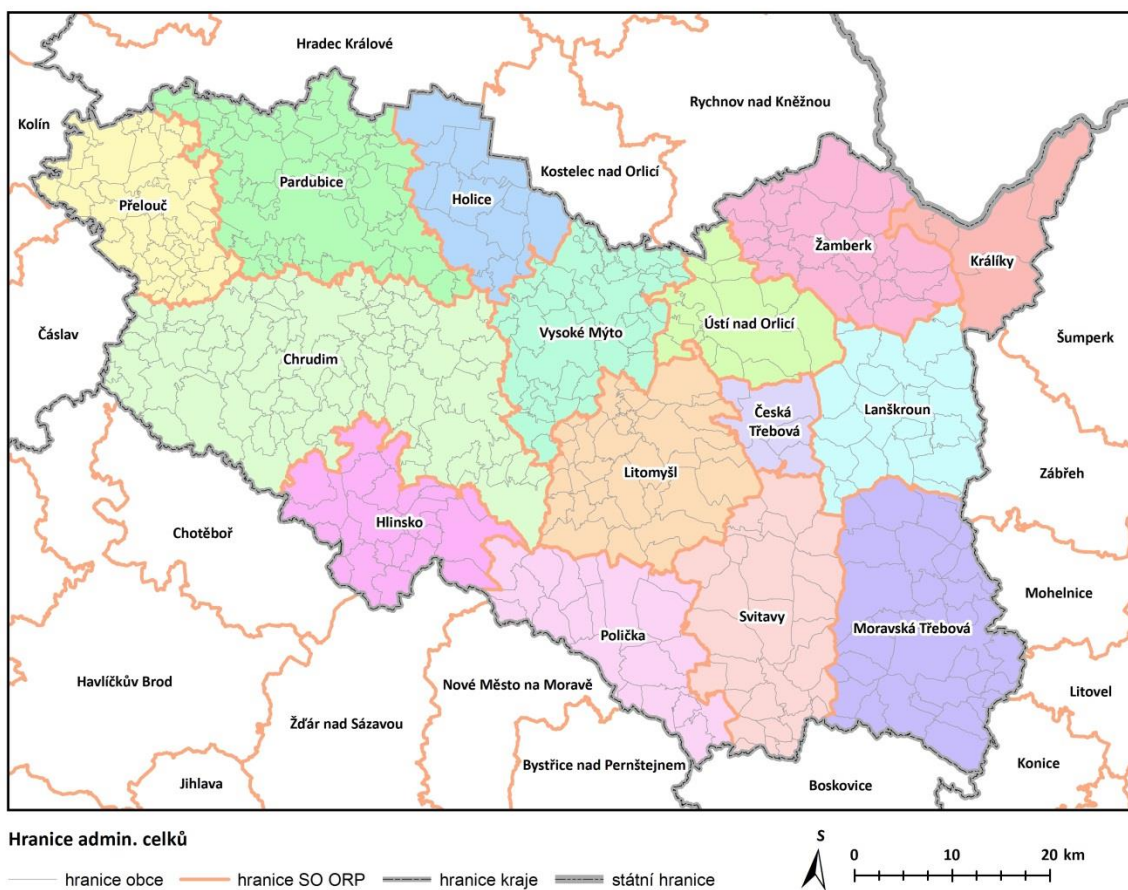 Hradec Králové
Rychnov nad Kněžnou
Kolín
Kostelec nad Orlicí
Pardubice
Holice
Přelouč
Žamberk
Králíky
Čáslav
Ústí nad Orlicí
Vysoké Mýto
Šumperk
Chrudim
Česká
Třebová
Lanškroun
Litomyšl
Zábřeh
Hlinsko
Chotěboř
Mohelnice
Svitavy
Moravská Třebová
Polička
Havlíčkův Brod
Nové Město na Moravě
Litovel
Žďár nad Sázavou
Bystřice nad Pernštejnem
Konice
Jihlava
Boskovice
Hranice admin. celků
hranice obce
hranice SO ORP
hranice kraje
státní hranice
S
0 10 20 km